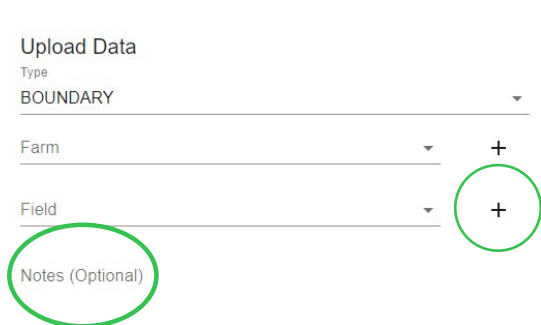 Upload Data
Type
BOUNDARY
Farm +
Field +
Notes (Optional)